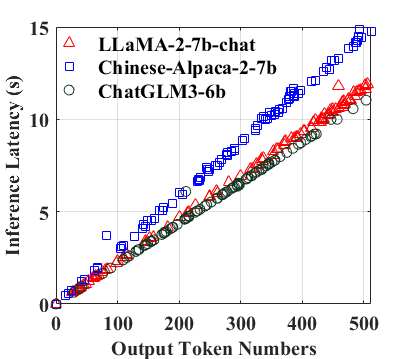 15
10
5
0
Inference Latency (s)
LLaMA-2-7b-chat
Chinese-Alpaca-2-7b
ChatGLM3-6b
0 100 200 300 400 500
Output Token Numbers